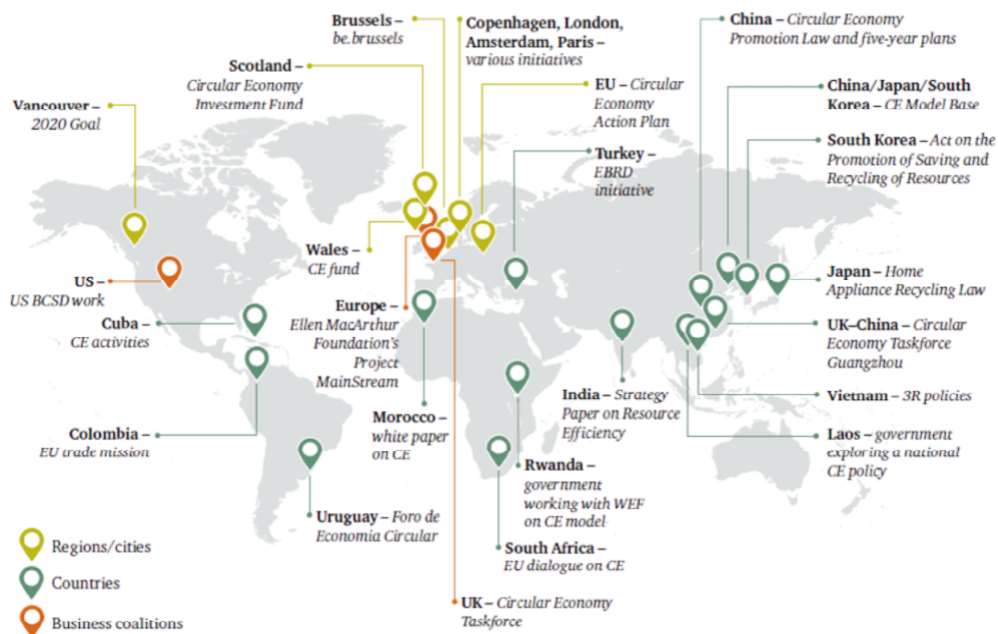 Brussels –
be.brussels
Copenhagen, London,
Amsterdam, Paris –
various initiatives
China – Circular Economy
Promotion Law and five-year plans
Scotland –
Circular Economy
Investment Fund
EU – Circular
Economy
Action Plan
China/Japan/South
Korea – CE Model Base
Vancouver –
2020 Goal
Turkey –
EBRD
initiative
South Korea – Act on the
Promotion of Saving and
Recycling of Resources
Wales –
CE fund
US –
US BCSD work
Japan – Home
Appliance Recycling Law
Cuba –
CE activities
Europe –
Ellen MacArthur
Foundation's
Project
MainStream
UK–China – Circular
Economy Taskforce
Guangzhou
India – Strategy
Paper on Resource
Efficiency
Vietnam – 3R policies
Morocco –
white paper
on CE
Colombia –
EU trade mission
Laos – government
exploring a national
CE policy
Rwanda –
government
working with WEF
on CE model
Uruguay – Foro de
Economia Circular
South Africa –
EU dialogue on CE
UK – Circular Economy
Taskforce
Regions/cities
Countries
Business coalitions